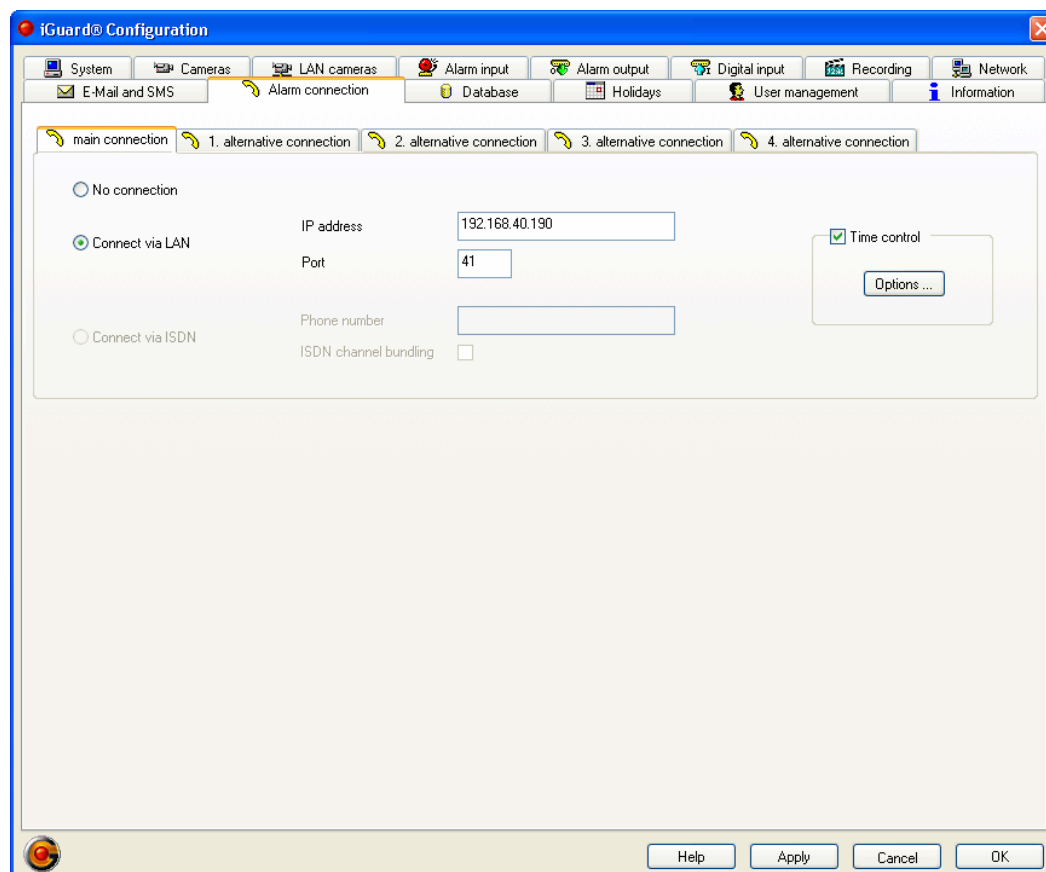 iGuard® Configuration
System Cameras LAN cameras Alarm input Alarm output Digital input Recording Network
E-Mail and SMS Alarm connection Database Holidays User management Information
main connection 1. alternative connection 2. alternative connection 3. alternative connection 4. alternative connection
No connection
IP address 192.168.40.190
Time control
Connect via LAN
Port 41
Options ...
Phone number
Connect via ISDN
ISDN channel bundling
Help Apply Cancel OK